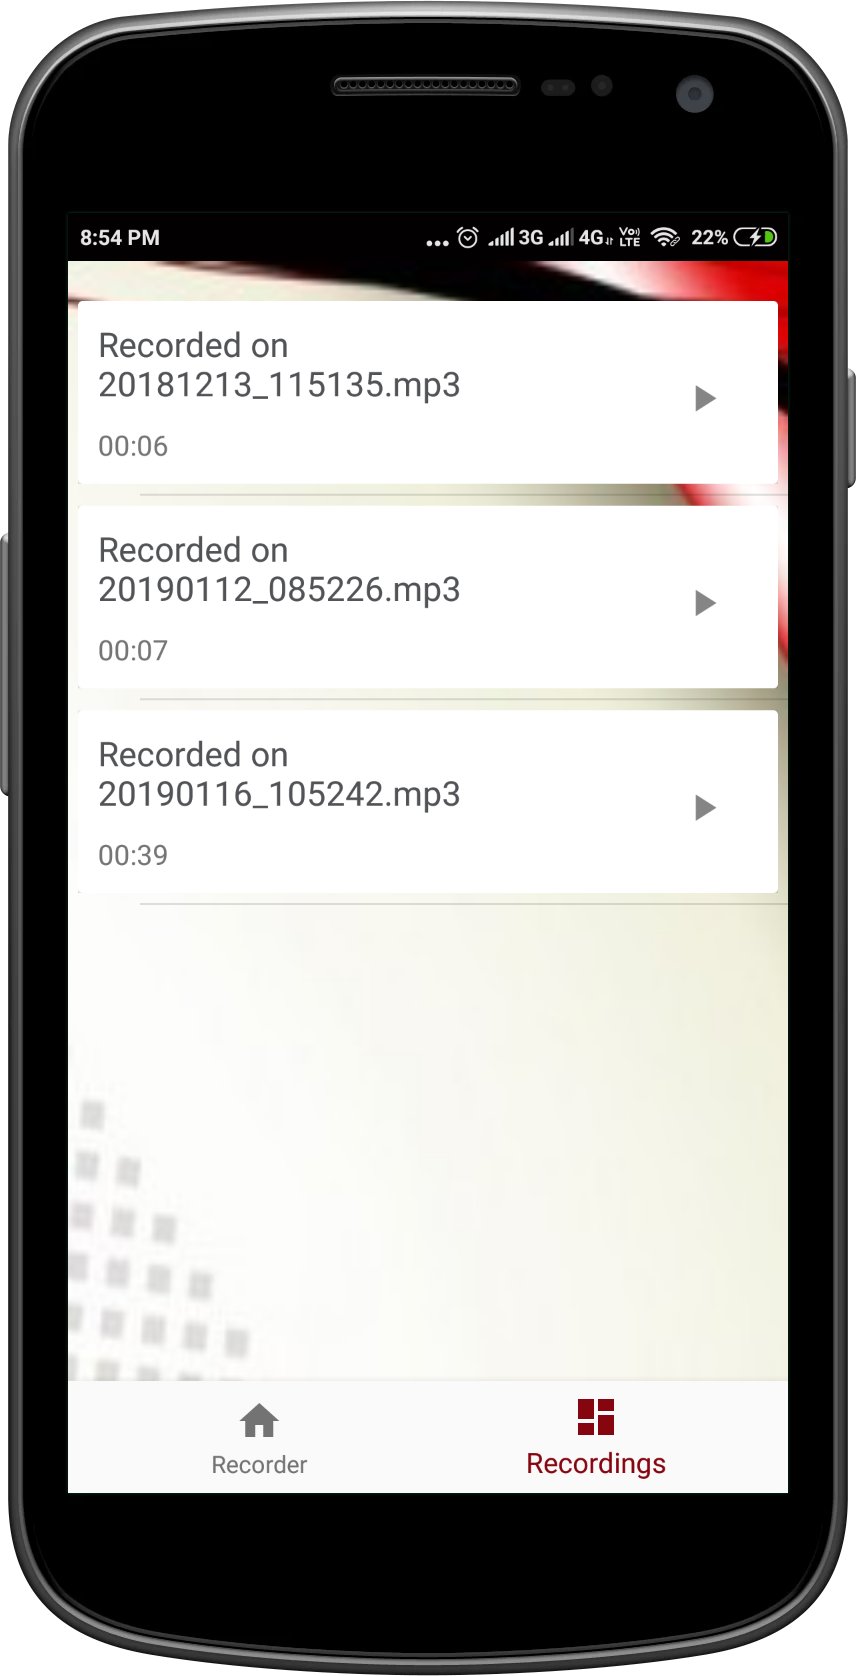 8:54 PM ... 3G 4G Vo) LTE 22%
Recorded on
20181213_115135.mp3
00:06
Recorded on
20190112_085226.mp3
00:07
Recorded on
20190116_105242.mp3
00:39
Recorder Recordings